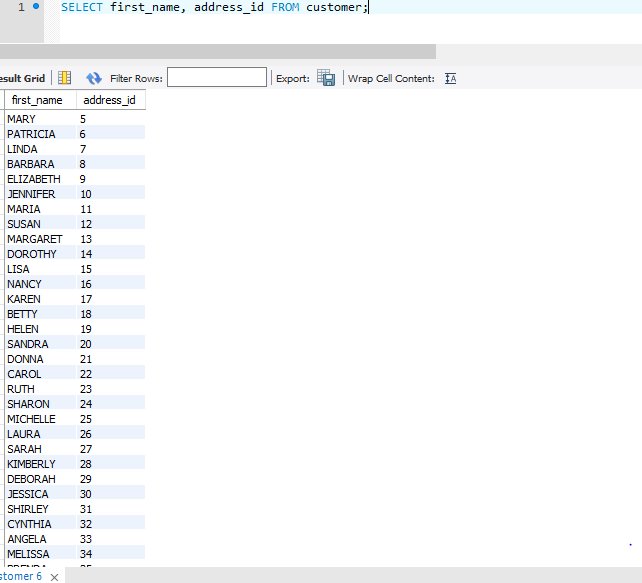 1 SELECT first_name, address_id FROM customer;
esult Grid Filter Rows: Export: Wrap Cell Content: IA
first_name address_id
MARY 5
PATRICIA 6
LINDA 7
BARBARA 8
ELIZABETH 9
JENNIFER 10
MARIA 11
SUSAN 12
MARGARET 13
DOROTHY 14
LISA 15
NANCY 16
KAREN 17
BETTY 18
HELEN 19
SANDRA 20
DONNA 21
CAROL 22
RUTH 23
SHARON 24
MICHELLE 25
LAURA 26
SARAH 27
KIMBERLY 28
DEBORAH 29
JESSICA 30
SHIRLEY 31
CYNTHIA 32
ANGELA 33
MELISSA 34
stomer 6